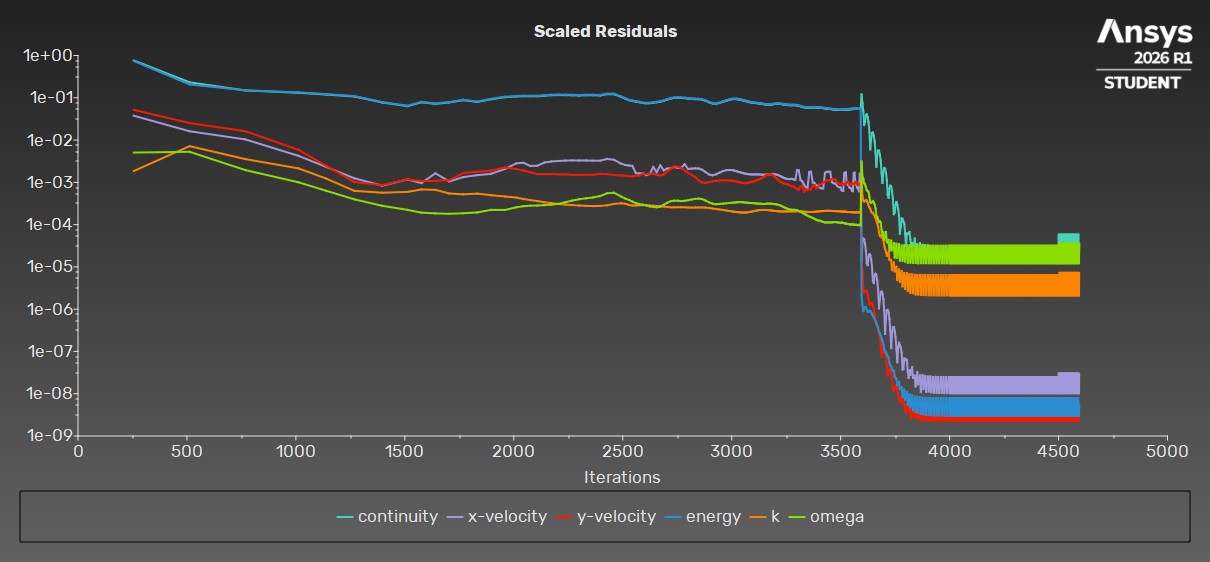 Scaled Residuals
Ansys
2026 R1
STUDENT
1e+00
1e-01
1e-02
1e-03
1e-04
1e-05
1e-06
1e-07
1e-08
1e-09
0 500 1000 1500 2000 2500 3000 3500 4000 4500 5000
Iterations
continuity x-velocity y-velocity energy k omega